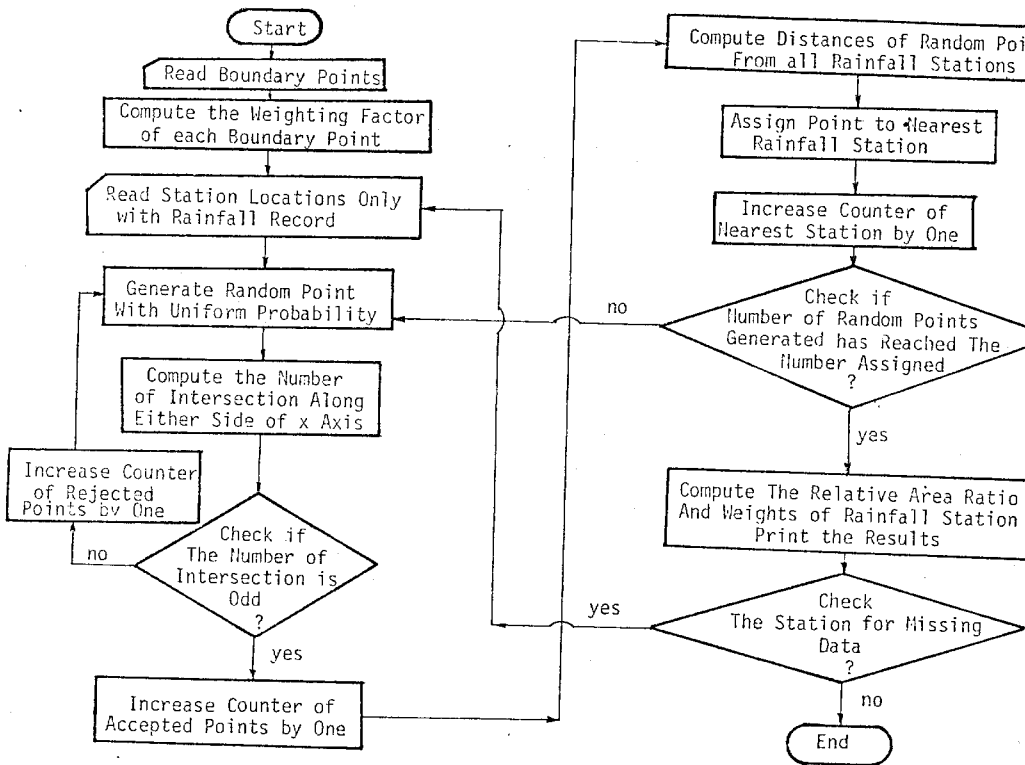 Start
Read Boundary Points
Compute the Weighting Factor
of each Boundary Point
Read Station Locations Only
with Rainfall Record
Generate Random Point
With Uniform Probability
Compute the Number
of Intersection Along
Either Side of x Axis
Increase Counter
of Rejected
Points by One
no
Check if
The Number of
Intersection is
Odd
?
yes
Increase Counter of
Accepted Points by One
Compute Distances of Random Poi
From all Rainfall Stations
Assign Point to Nearest
Rainfall Station
Increase Counter of
Nearest Station by One
no
Check if
Number of Random Points
Generated has Reached The
Number Assigned
?
yes
Compute The Relative Area Ratio
And Weights of Rainfall Station
Print the Results
yes
Check
The Station for Missing
Data
?
no
End